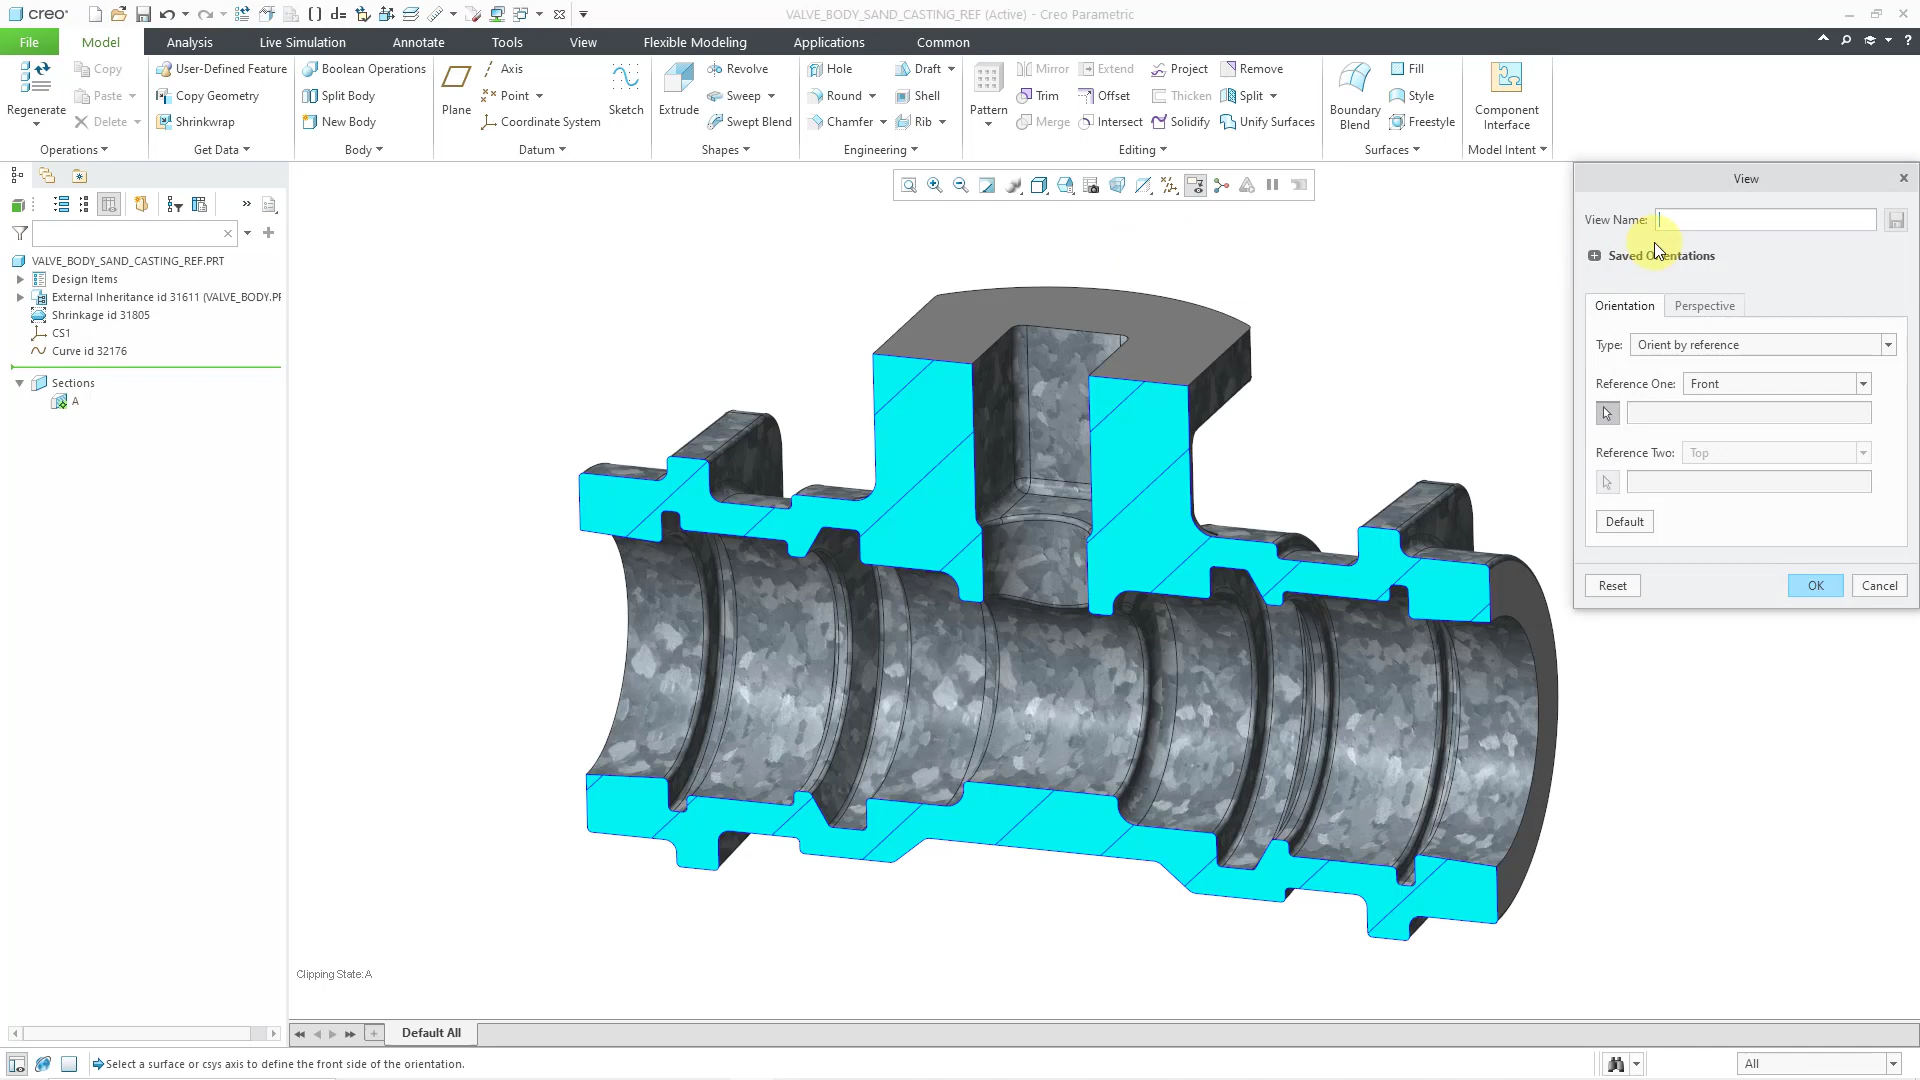 creo
VALVE_BODY_SAND_CASTING_REF (Active) - Creo Parametric
File Model Analysis Live Simulation Annotate Tools View Flexible Modeling Applications Common
Regenerate
Copy
Paste
Delete
Operations
User-Defined Feature
Copy Geometry
Shrinkwrap
Get Data
Boolean Operations
Split Body
New Body
Body
Plane
Axis
Point
Coordinate System
Sketch
Datum
Extrude
Revolve
Sweep
Swept Blend
Shapes
Hole
Round
Chamfer
Draft
Shell
Rib
Engineering
Pattern
Mirror
Trim
Merge
Extend
Offset
Intersect
Project
Thicken
Solidify
Remove
Split
Unify Surfaces
Editing
Boundary
Blend
Fill
Style
Freestyle
Surfaces
Component
Interface
Model Intent
VALVE_BODY_SAND_CASTING_REF.PRT
Design Items
External Inheritance id 31611 (VALVE_BODY.PF
Shrinkage id 31805
CS1
Curve id 32176
Sections
A
View
View Name:
Saved Orientations
Orientation Perspective
Type: Orient by reference
Reference One: Front
Reference Two: Top
Default
Reset OK Cancel
Clipping State: A
Default All
Select a surface or csys axis to define the front side of the orientation.
All